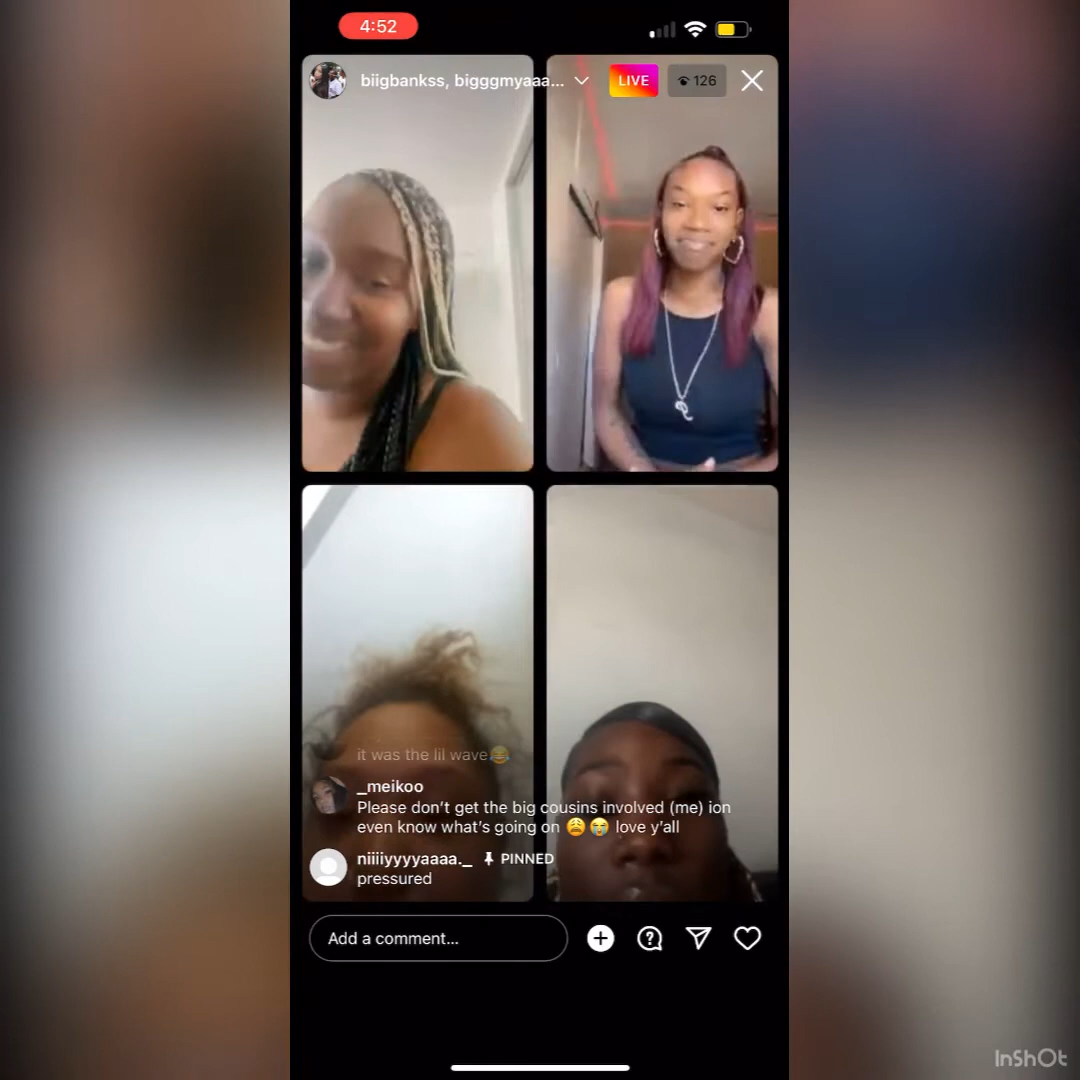 4:52
biigbankss, bigggmyaaa...
LIVE
126
it was the lil wave😂
_meikoo
Please don't get the big cousins involved (me) ion
even know what's going on 😩😭 love y'all
niiiiyyyyaaaa._ PINNED
pressured
Add a comment...
InShOt